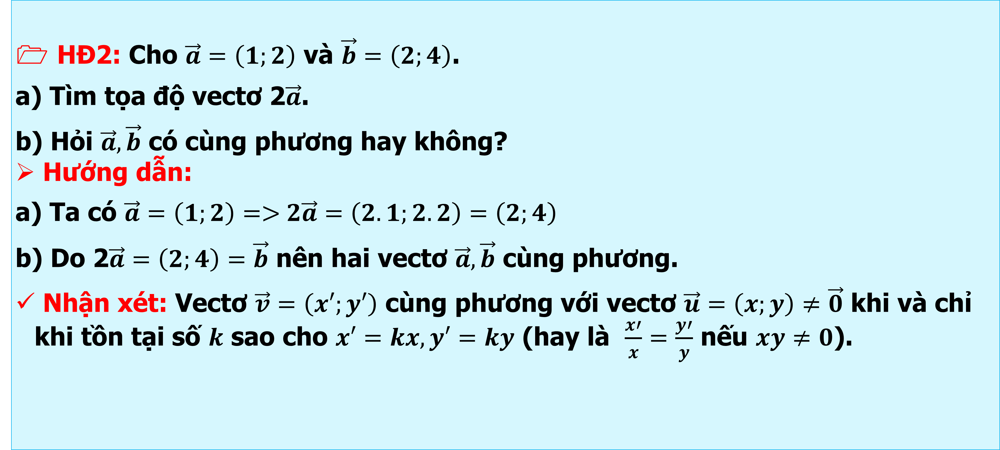 HĐ2: Cho $\vec{a} = (1; 2)$ và $\vec{b} = (2; 4)$.
a) Tìm tọa độ vectơ $2\vec{a}$.
b) Hỏi $\vec{a}, \vec{b}$ có cùng phương hay không?
➢ Hướng dẫn:
a) Ta có $\vec{a} = (1; 2) => 2\vec{a} = (2. 1; 2. 2) = (2; 4)$
b) Do $2\vec{a} = (2; 4) = \vec{b}$ nên hai vectơ $\vec{a}, \vec{b}$ cùng phương.
✓ Nhận xét: Vectơ $\vec{v} = (x'; y')$ cùng phương với vectơ $\vec{u} = (x; y) \neq \vec{0}$ khi và chỉ
khi tồn tại số $k$ sao cho $x' = kx, y' = ky$ (hay là $\frac{x'}{x} = \frac{y'}{y}$ nếu $xy \neq 0$).